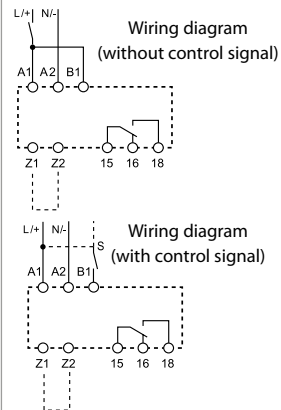 L/+ N/-
Wiring diagram
(without control signal)
A1 A2 B1
Z1 Z2 15 16 18
L/+ N/-
Wiring diagram
S
(with control signal)
A1 A2 B1
Z1 Z2 15 16 18